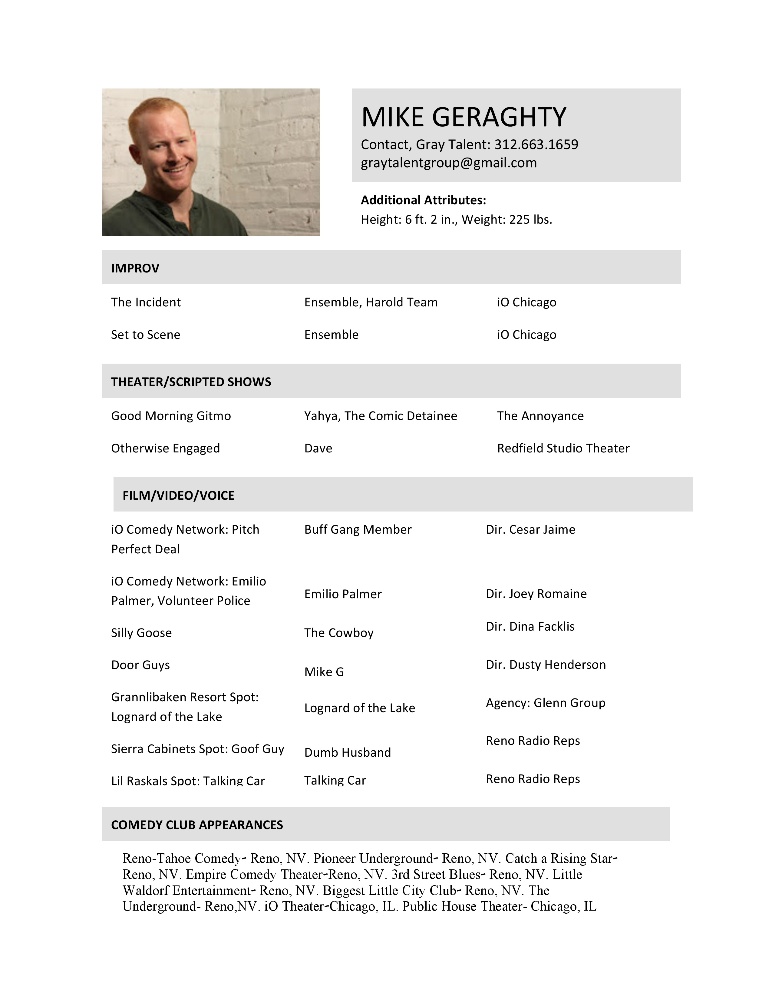 MIKE GERAGHTY
Contact, Gray Talent: 312.663.1659
graytalentgroup@gmail.com
Additional Attributes:
Height: 6 ft. 2 in., Weight: 225 lbs.
IMPROV
The Incident Ensemble, Harold Team iO Chicago
Set to Scene Ensemble iO Chicago
THEATER/SCRIPTED SHOWS
Good Morning Gitmo Yahya, The Comic Detainee The Annoyance
Otherwise Engaged Dave Redfield Studio Theater
FILM/VIDEO/VOICE
iO Comedy Network: Pitch Buff Gang Member Dir. Cesar Jaime
Perfect Deal
iO Comedy Network: Emilio
Palmer, Volunteer Police Emilio Palmer Dir. Joey Romaine
Silly Goose The Cowboy Dir. Dina Facklis
Door Guys Mike G Dir. Dusty Henderson
Grannlibaken Resort Spot:
Lognard of the Lake Lognard of the Lake Agency: Glenn Group
Sierra Cabinets Spot: Goof Guy Dumb Husband Reno Radio Reps
Lil Raskals Spot: Talking Car Talking Car Reno Radio Reps
COMEDY CLUB APPEARANCES
Reno-Tahoe Comedy- Reno, NV. Pioneer Underground- Reno, NV. Catch a Rising Star-
Reno, NV. Empire Comedy Theater-Reno, NV. 3rd Street Blues- Reno, NV. Little
Waldorf Entertainment- Reno, NV. Biggest Little City Club- Reno, NV. The
Underground- Reno,NV. iO Theater-Chicago, IL. Public House Theater- Chicago, IL